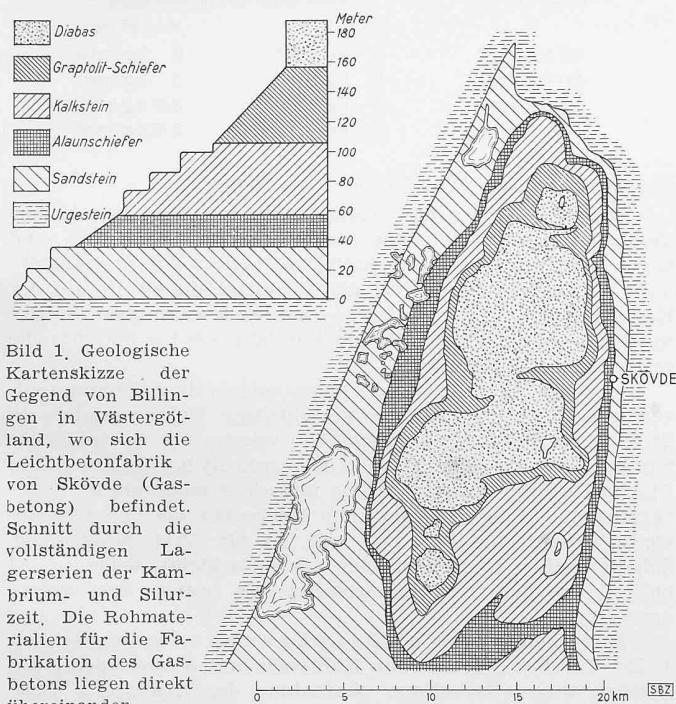 Diabas
Graptolit-Schiefer
Kalkstein
Alaunschiefer
Sandstein
Urgestein
Meter
180
160
140
120
100
80
60
40
20
0
SKÖVDE
Bild 1. Geologische
Kartenskizze der
Gegend von Billin-
gen in Västergöt-
land, wo sich die
Leichtbetonfabrik
von Skövde (Gas-
betong) befindet.
Schnitt durch die
vollständigen La-
gerserien der Kam-
brium- und Silur-
zeit. Die Rohmate-
rialien für die Fa-
brikation des Gas-
betons liegen direkt
übereinander
0 5 10 15 20 km
SBZ